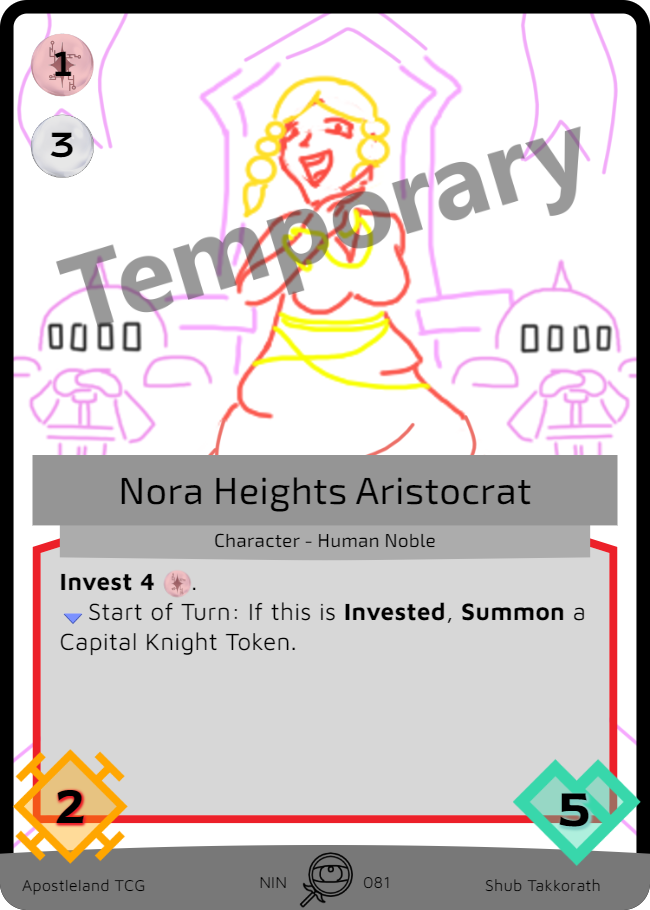 1
3
Temporary
Nora Heights Aristocrat
Character - Human Noble
Invest 4 .
Start of Turn: If this is Invested, Summon a
Capital Knight Token.
2
5
Apostleland TCG
NIN 081
Shub Takkorath